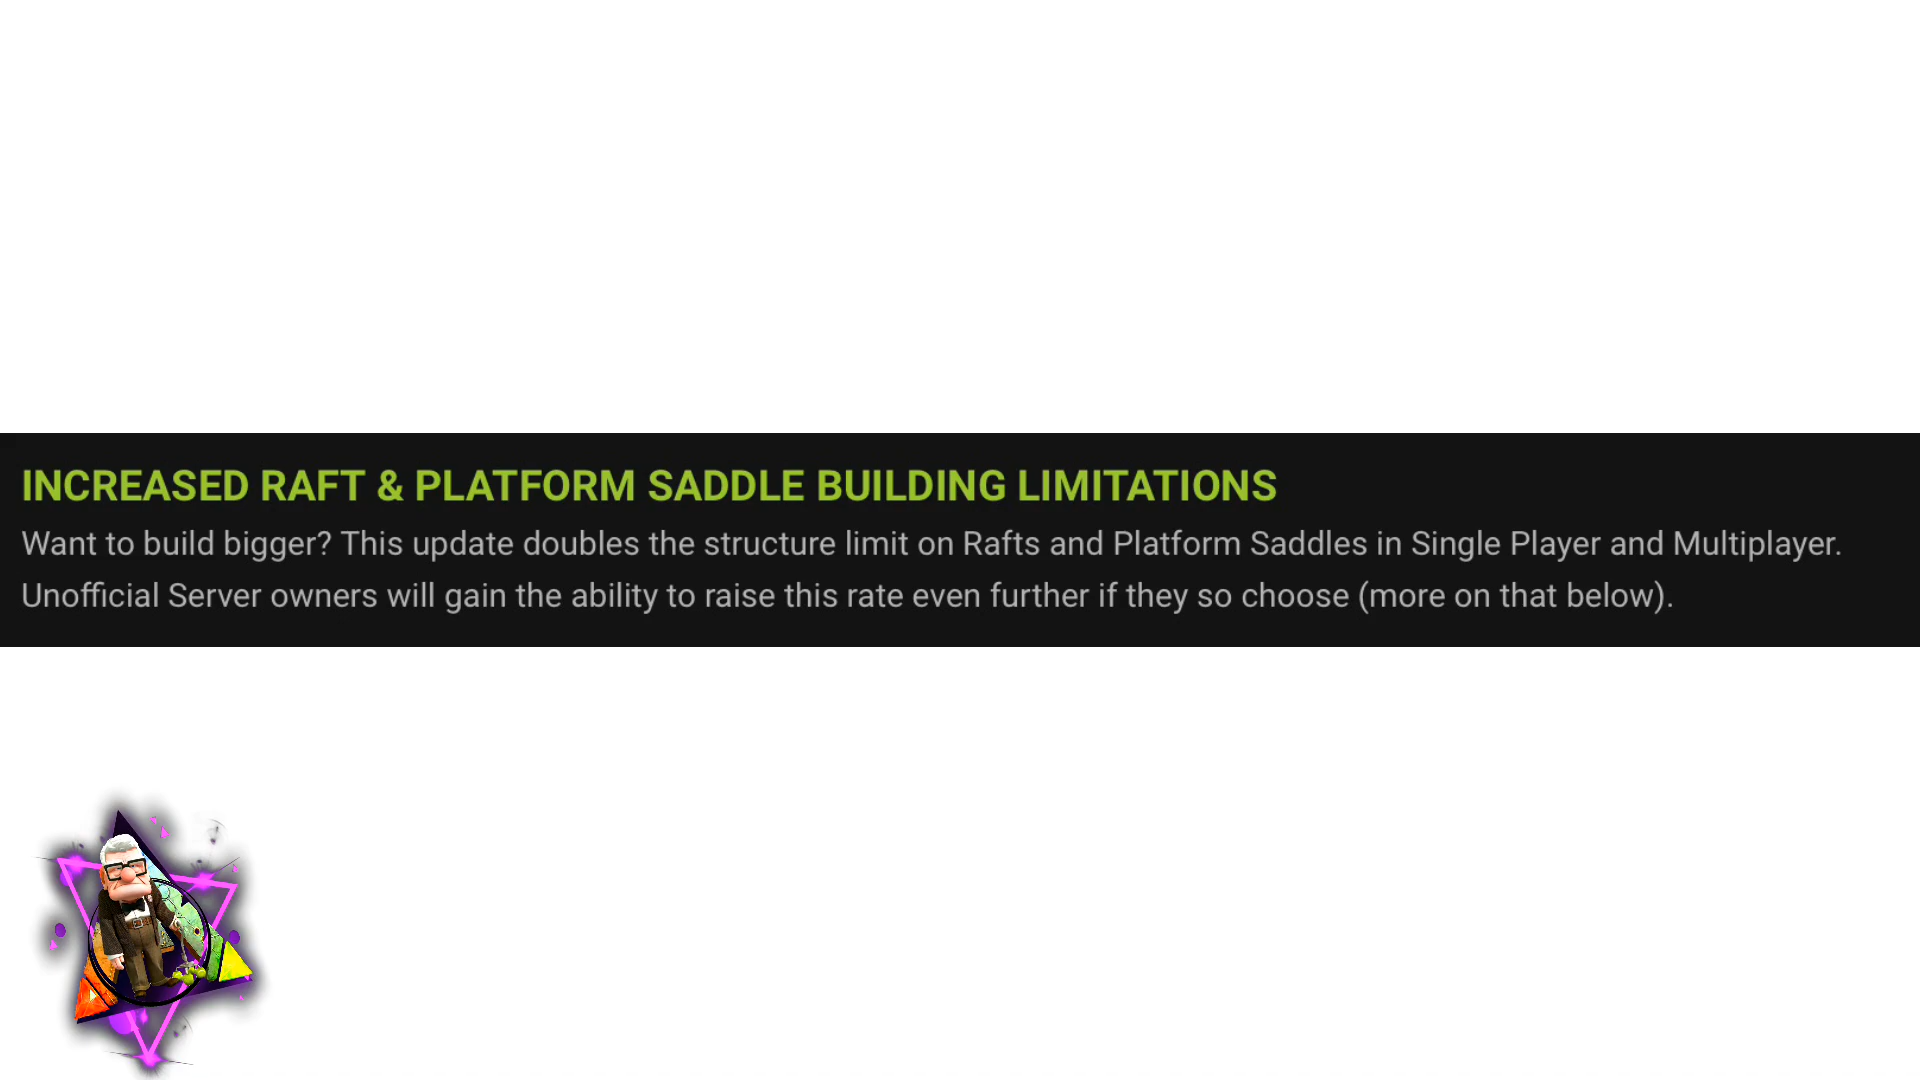 INCREASED RAFT & PLATFORM SADDLE BUILDING LIMITATIONS
Want to build bigger? This update doubles the structure limit on Rafts and Platform Saddles in Single Player and Multiplayer.
Unofficial Server owners will gain the ability to raise this rate even further if they so choose (more on that below).